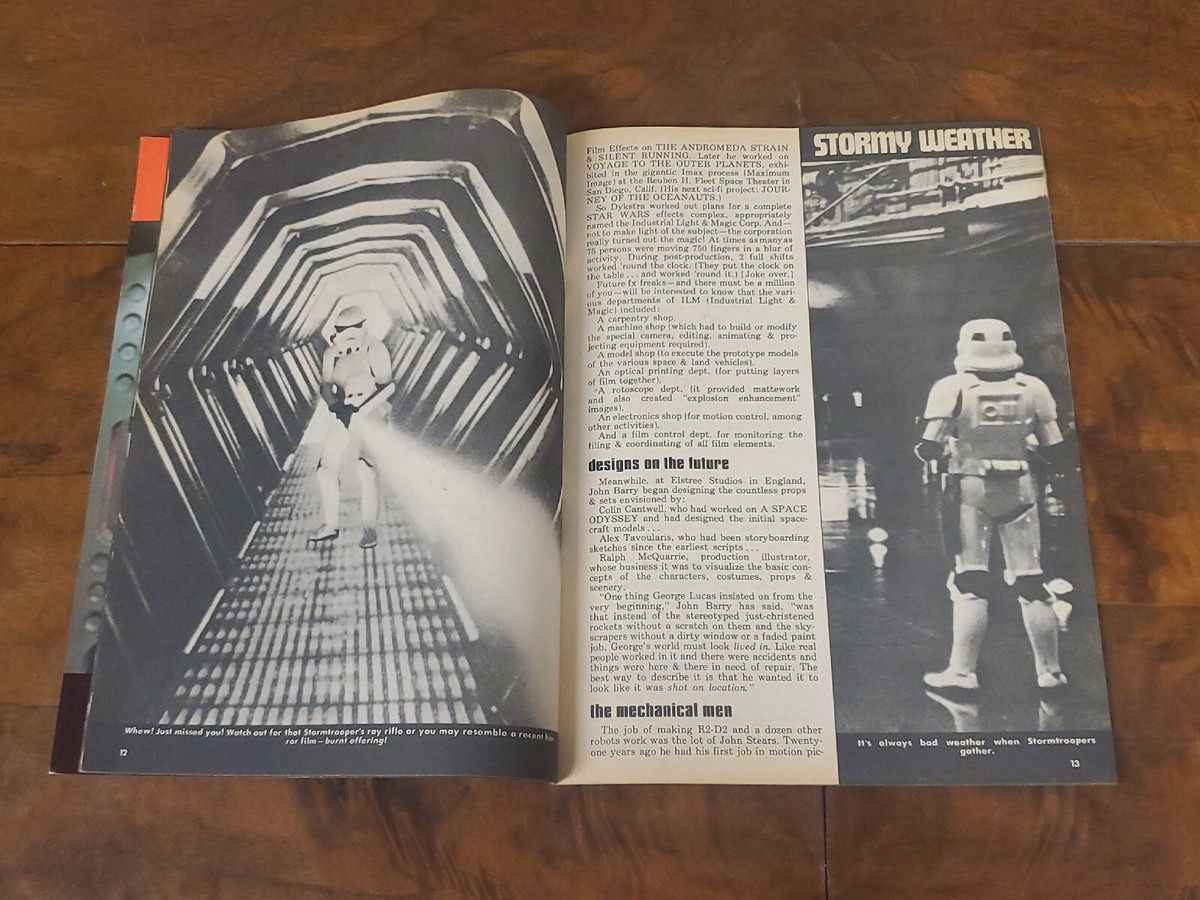 Whew! Just missed you! Watch out for that Stormtrooper's ray rifle or you may resemble a recent
ror film—burnt offering!
12
Film Effects on THE ANDROMEDA STRAIN
& SILENT RUNNING. Later he worked on
VOYAGE TO THE OUTER PLANETS, exhi-
bited in the gigantic Imax process (Maximum
Image) at the Reuben H. Fleet Space Theater in
San Diego, Calif. (His next sci-fi project: JOUR-
NEY OF THE OCEANAUTS.)
So Dykstra worked out plans for a complete
STAR WARS effects complex, appropriately
named the Industrial Light & Magic Corp. And—
not to make light of the subject—the corporation
really turned out the magic! At times as many as
75 persons were moving 750 fingers in a blur of
activity. During post-production, 2 full shifts
worked 'round the clock. (They put the clock on
the table . . . and worked 'round it.) (Joke over.)
Future fx freaks—and there must be a million
of you—will be interested to know that the vari-
ous departments of ILM (Industrial Light &
Magic) included:
A carpentry shop.
A machine shop (which had to build or modify
the special camera, editing, animating & pro-
jecting equipment required).
A model shop (to execute the prototype models
of the various space & land vehicles).
An optical printing dept. (for putting layers
of film together).
A rotoscope dept. (it provided mattework
and also created "explosion enhancement"
images).
An electronics shop (for motion control, among
other activities).
And a film control dept. for monitoring the
filing & coordinating of all film elements.
designs on the future
Meanwhile, at Elstree Studios in England,
John Barry began designing the countless props
& sets envisioned by:
Colin Cantwell, who had worked on A SPACE
ODYSSEY and had designed the initial space-
craft models . . .
Alex Tavoularis, who had been storyboarding
sketches since the earliest scripts . . .
Ralph McQuarrie, production illustrator,
whose business it was to visualize the basic con-
cepts of the characters, costumes, props &
scenery.
"One thing George Lucas insisted on from the
very beginning," John Barry has said, "was
that instead of the stereotyped just-christened
rockets without a scratch on them and the sky-
scrapers without a dirty window or a faded paint
job, George's world must look lived in. Like real
people worked in it and there were accidents and
things were here & there in need of repair. The
best way to describe it is that he wanted it to
look like it was shot on location."
the mechanical men
The job of making R2-D2 and a dozen other
robots work was the lot of John Stears. Twenty-
one years ago he had his first job in motion pic-
STORMY WEATHER
It's always bad weather when Stormtroopers
gather.
13